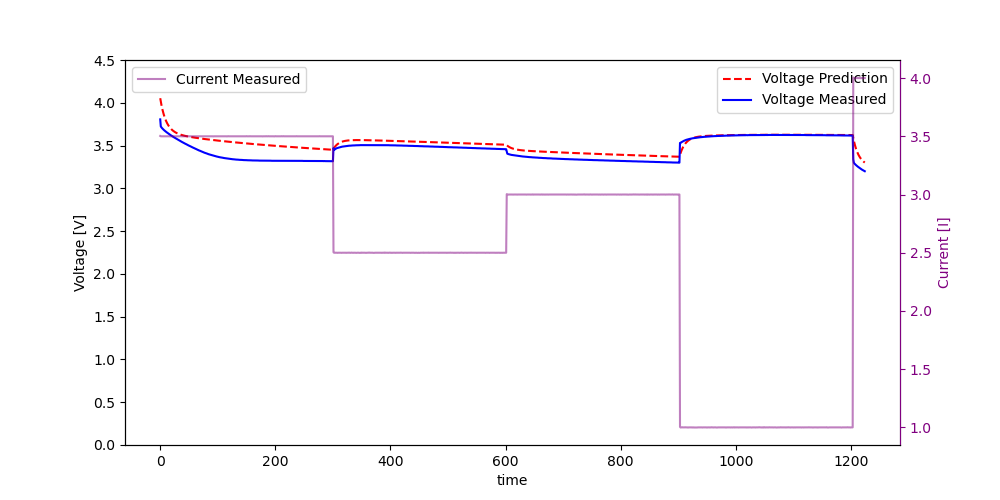 Current Measured
Voltage Prediction
Voltage Measured
4.5
4.0
3.5
3.0
2.5
2.0
1.5
1.0
0.5
0.0
Voltage [V]
4.0
3.5
3.0
2.5
2.0
1.5
1.0
Current [I]
0 200 400 600 800 1000 1200
time